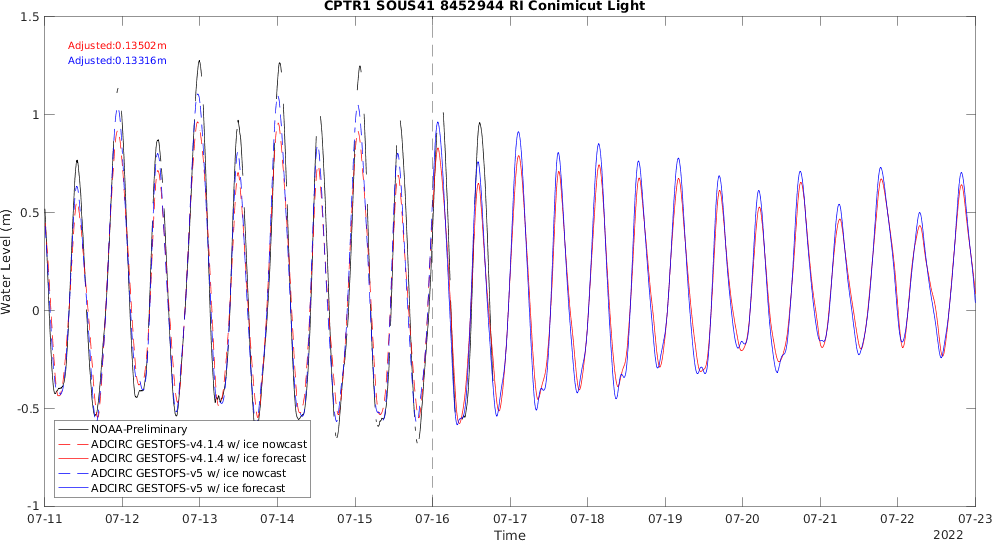 CPTR1 SOUS41 8452944 RI Conimicut Light
1.5
1
0.5
0
-0.5
-1
Water Level (m)
Adjusted:0.13502m
Adjusted:0.13316m
NOAA-Preliminary
ADCIRC GESTOFS-v4.1.4 w/ ice nowcast
ADCIRC GESTOFS-v4.1.4 w/ ice forecast
ADCIRC GESTOFS-v5 w/ ice nowcast
ADCIRC GESTOFS-v5 w/ ice forecast
07-11 07-12 07-13 07-14 07-15 07-16 07-17 07-18 07-19 07-20 07-21 07-22 07-23
Time
2022